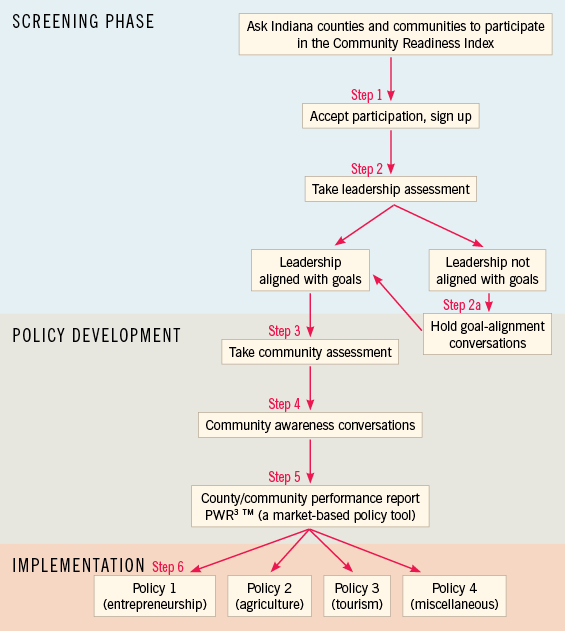 SCREENING PHASE
Ask Indiana counties and communities to participate
in the Community Readiness Index
Step 1
Accept participation, sign up
Step 2
Take leadership assessment
Leadership
aligned with goals
Leadership not
aligned with goals
Step 2a
Hold goal-alignment
conversations
POLICY DEVELOPMENT
Step 3
Take community assessment
Step 4
Community awareness conversations
Step 5
County/community performance report
PWR³ ™ (a market-based policy tool)
IMPLEMENTATION
Step 6
Policy 1
(entrepreneurship)
Policy 2
(agriculture)
Policy 3
(tourism)
Policy 4
(miscellaneous)